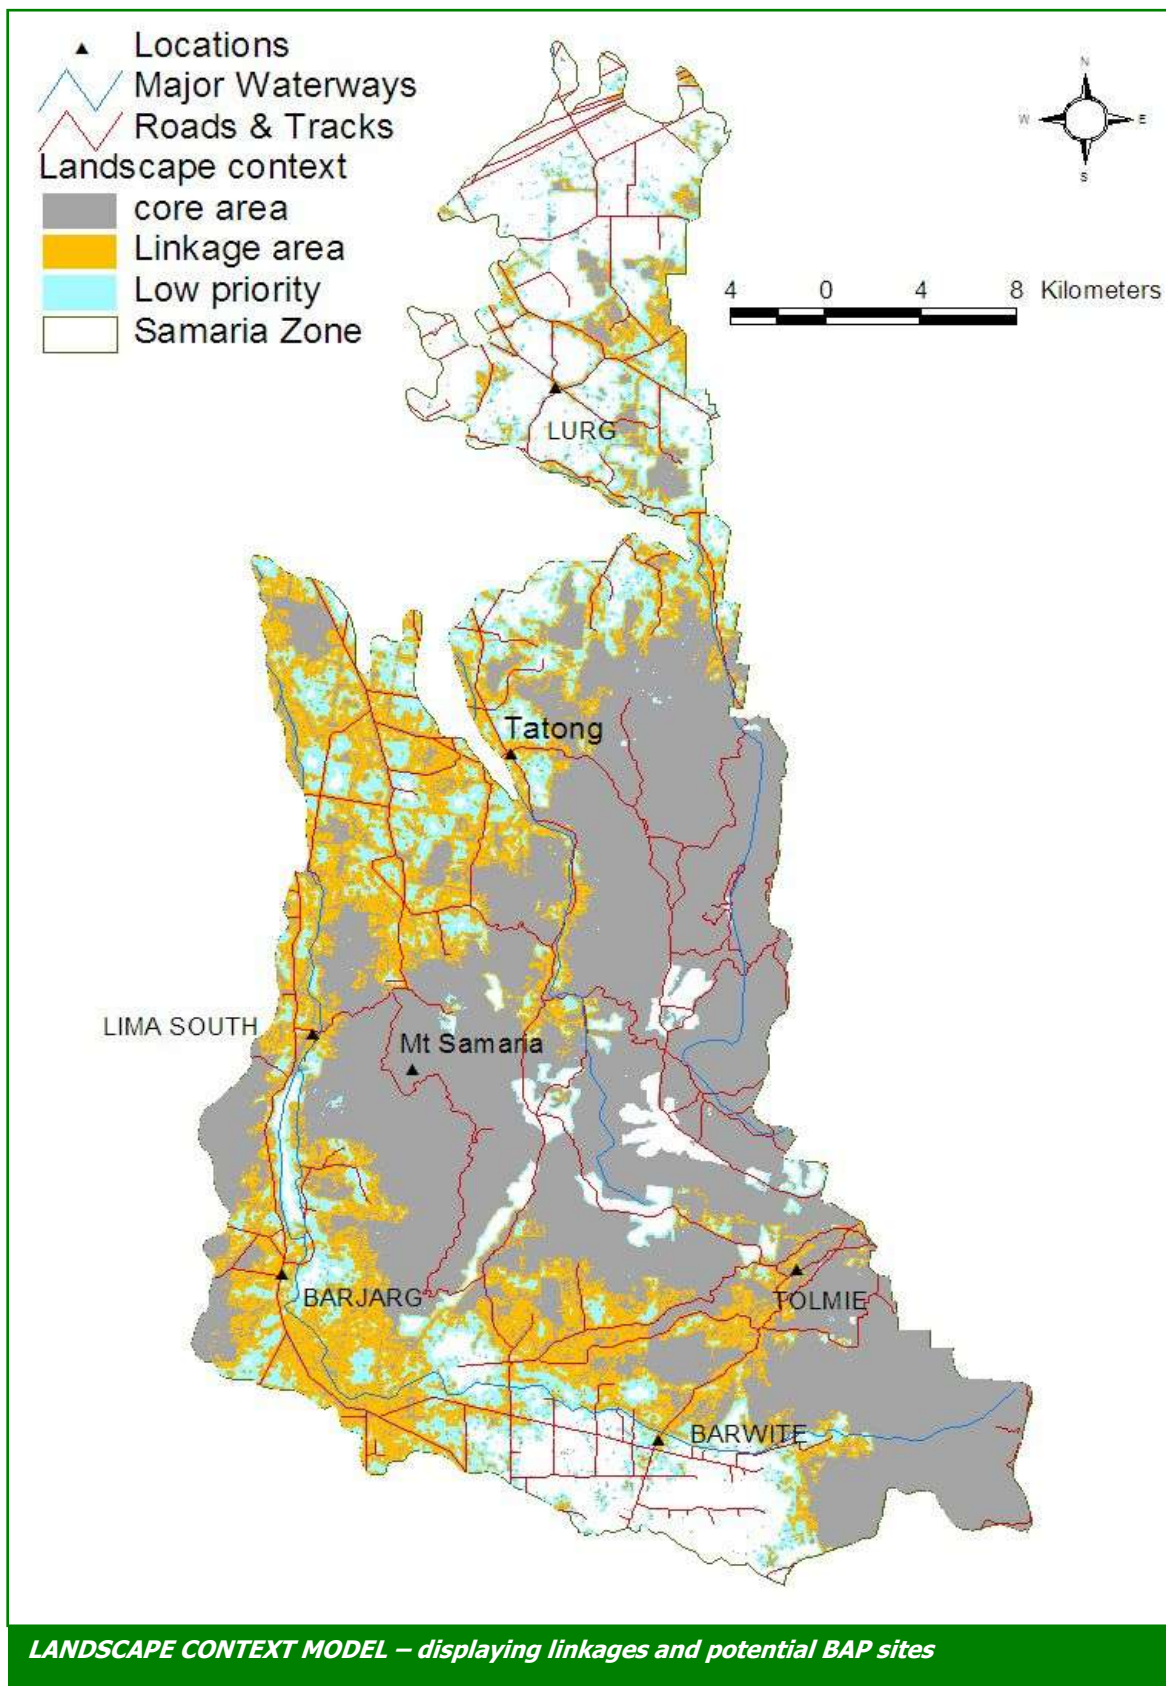 Locations
Major Waterways
Roads & Tracks
Landscape context
core area
Linkage area
Low priority
Samaria Zone
N
W E
S
4 0 4 8 Kilometers
LURG
Tatong
LIMA SOUTH
Mt Samaria
BARJARG
TOLMIE
BARWITE
LANDSCAPE CONTEXT MODEL – displaying linkages and potential BAP sites